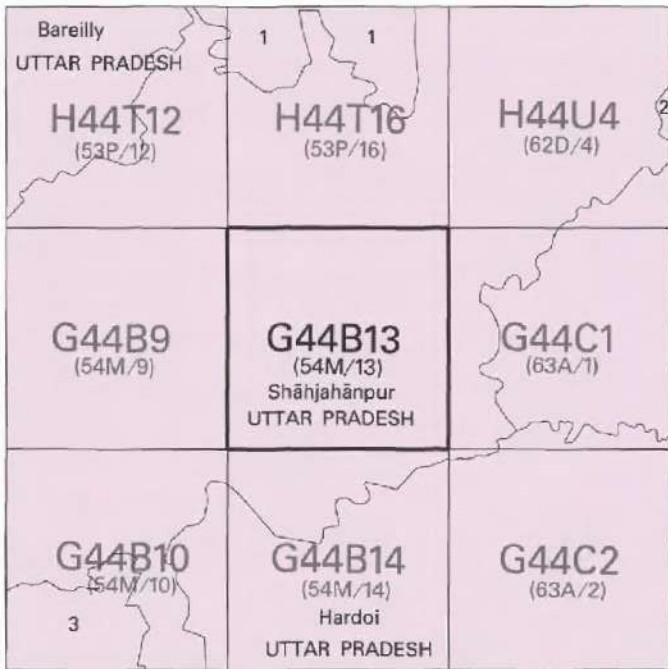 Bareilly
UTTAR PRADESH
1
1
H44T12
(53P/12)
H44T16
(53P/16)
H44U4
(62D/4)
2
G44B9
(54M/9)
G44B13
(54M/13)
Shāhjahānpur
UTTAR PRADESH
G44C1
(63A/1)
G44B10
(54M/10)
3
G44B14
(54M/14)
Hardoi
UTTAR PRADESH
G44C2
(63A/2)